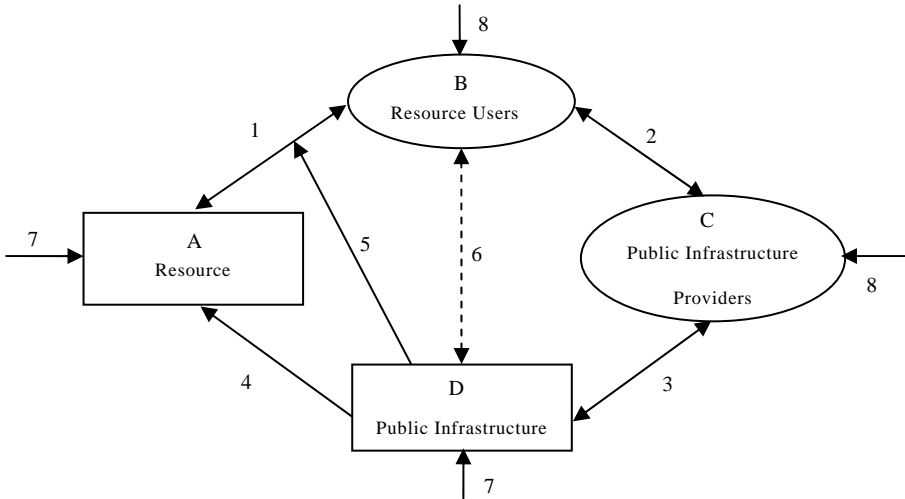 8
B
Resource Users
1
2
A
Resource
7
5
6
C
Public Infrastructure
Providers
8
4
D
Public Infrastructure
3
7